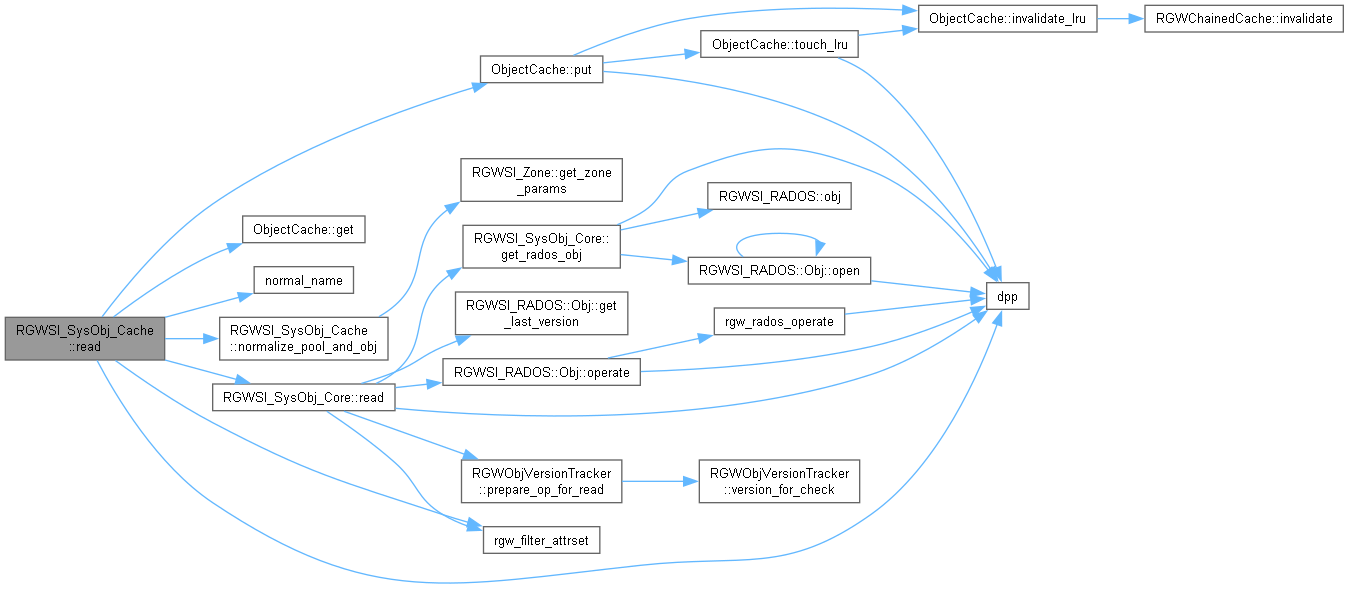 ObjectCache::invalidate_lru
RGWChainedCache::invalidate
ObjectCache::touch_lru
ObjectCache::put
RGWSI_Zone::get_zone
_params
RGWSI_RADOS::obj
ObjectCache::get
RGWSI_SysObj_Core::
get_rados_obj
RGWSI_RADOS::Obj::open
normal_name
dpp
RGWSI_RADOS::Obj::get
_last_version
rgw_rados_operate
RGWSI_SysObj_Cache
::read
RGWSI_SysObj_Cache
::normalize_pool_and_obj
RGWSI_RADOS::Obj::operate
RGWSI_SysObj_Core::read
RGWObjVersionTracker
::prepare_op_for_read
RGWObjVersionTracker
::version_for_check
rgw_filter_attrset